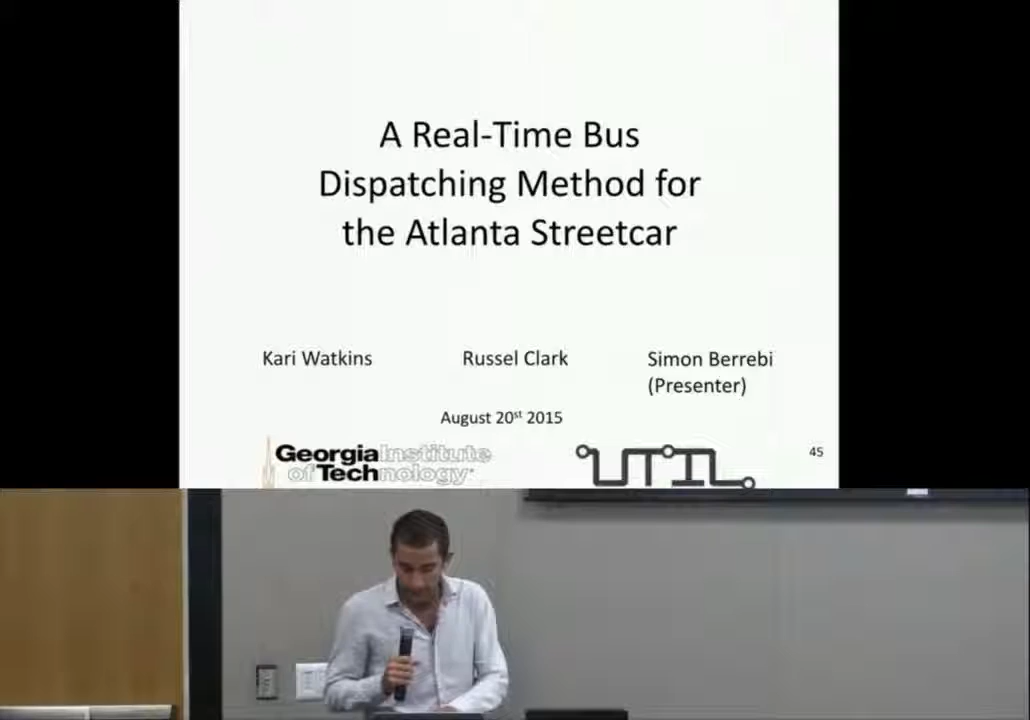 A Real-Time Bus
Dispatching Method for
the Atlanta Streetcar
Kari Watkins
Russel Clark
Simon Berrebi
(Presenter)
August 20st 2015
Georgia Institute
of Technology
UTIL
45